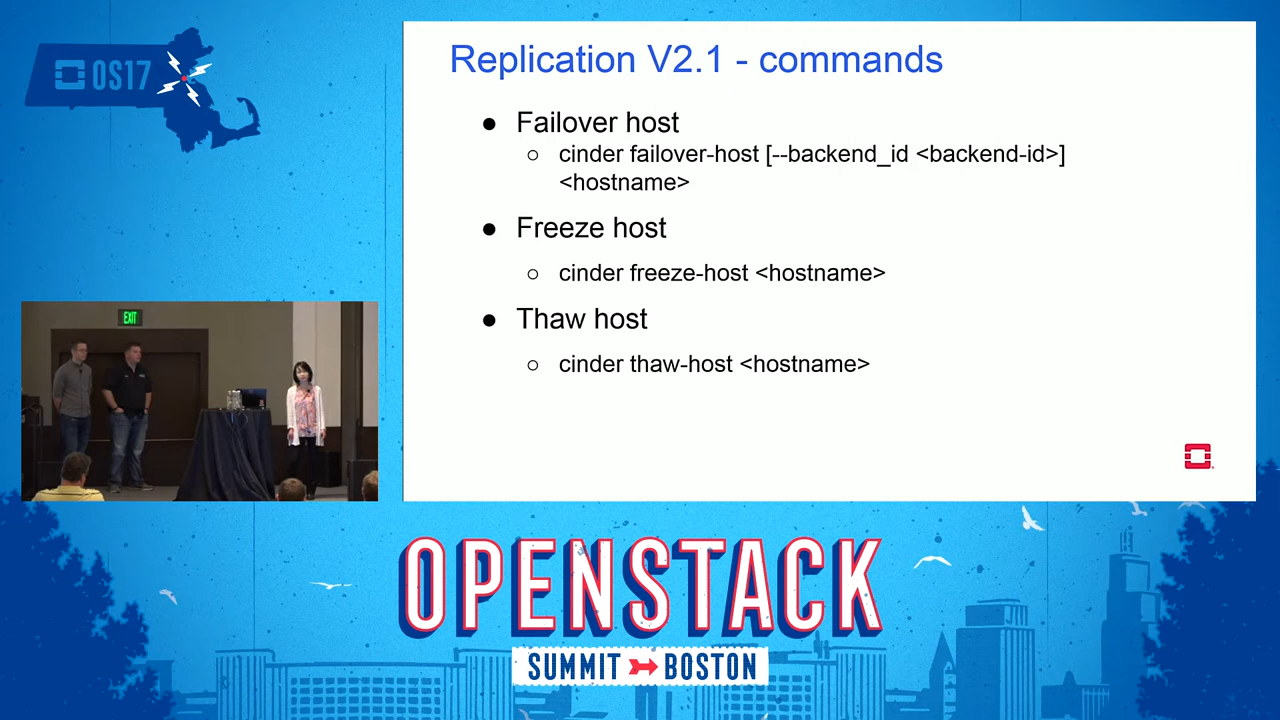 OS17
Replication V2.1 - commands
● Failover host
○ cinder failover-host [--backend_id <backend-id>]
<hostname>
● Freeze host
○ cinder freeze-host <hostname>
● Thaw host
○ cinder thaw-host <hostname>
EXIT
OPENSTACK
SUMMIT BOSTON